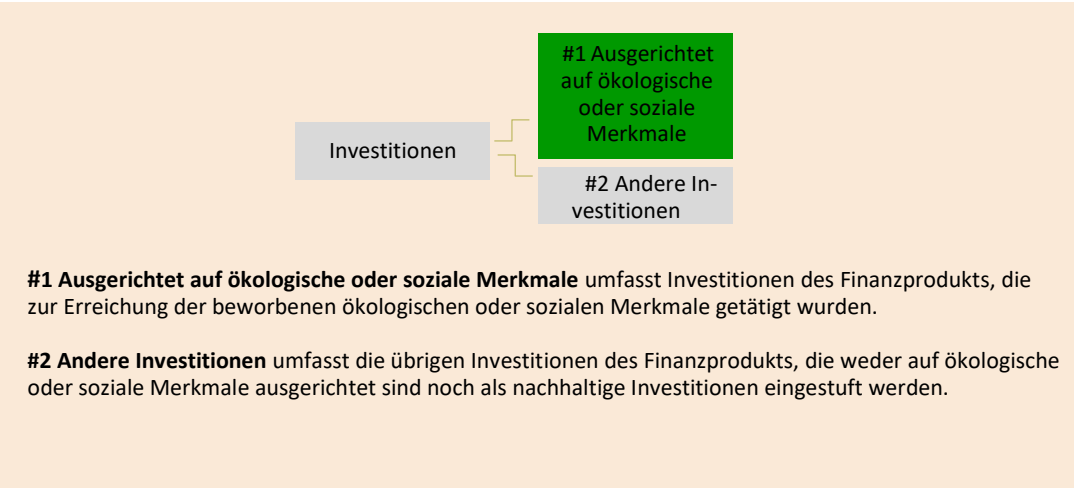 #1 Ausgerichtet
auf ökologische
oder soziale
Merkmale
Investitionen
#2 Andere In-
vestitionen
#1 Ausgerichtet auf ökologische oder soziale Merkmale umfasst Investitionen des Finanzprodukts, die
zur Erreichung der beworbenen ökologischen oder sozialen Merkmale getätigt wurden.
#2 Andere Investitionen umfasst die übrigen Investitionen des Finanzprodukts, die weder auf ökologische
oder soziale Merkmale ausgerichtet sind noch als nachhaltige Investitionen eingestuft werden.